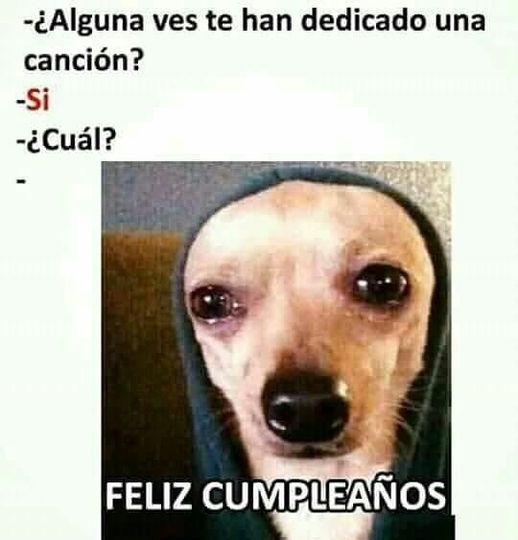 -¿Alguna ves te han dedicado una
canción?
-Si
-¿Cuál?
-
FELIZ CUMPLEAÑOS